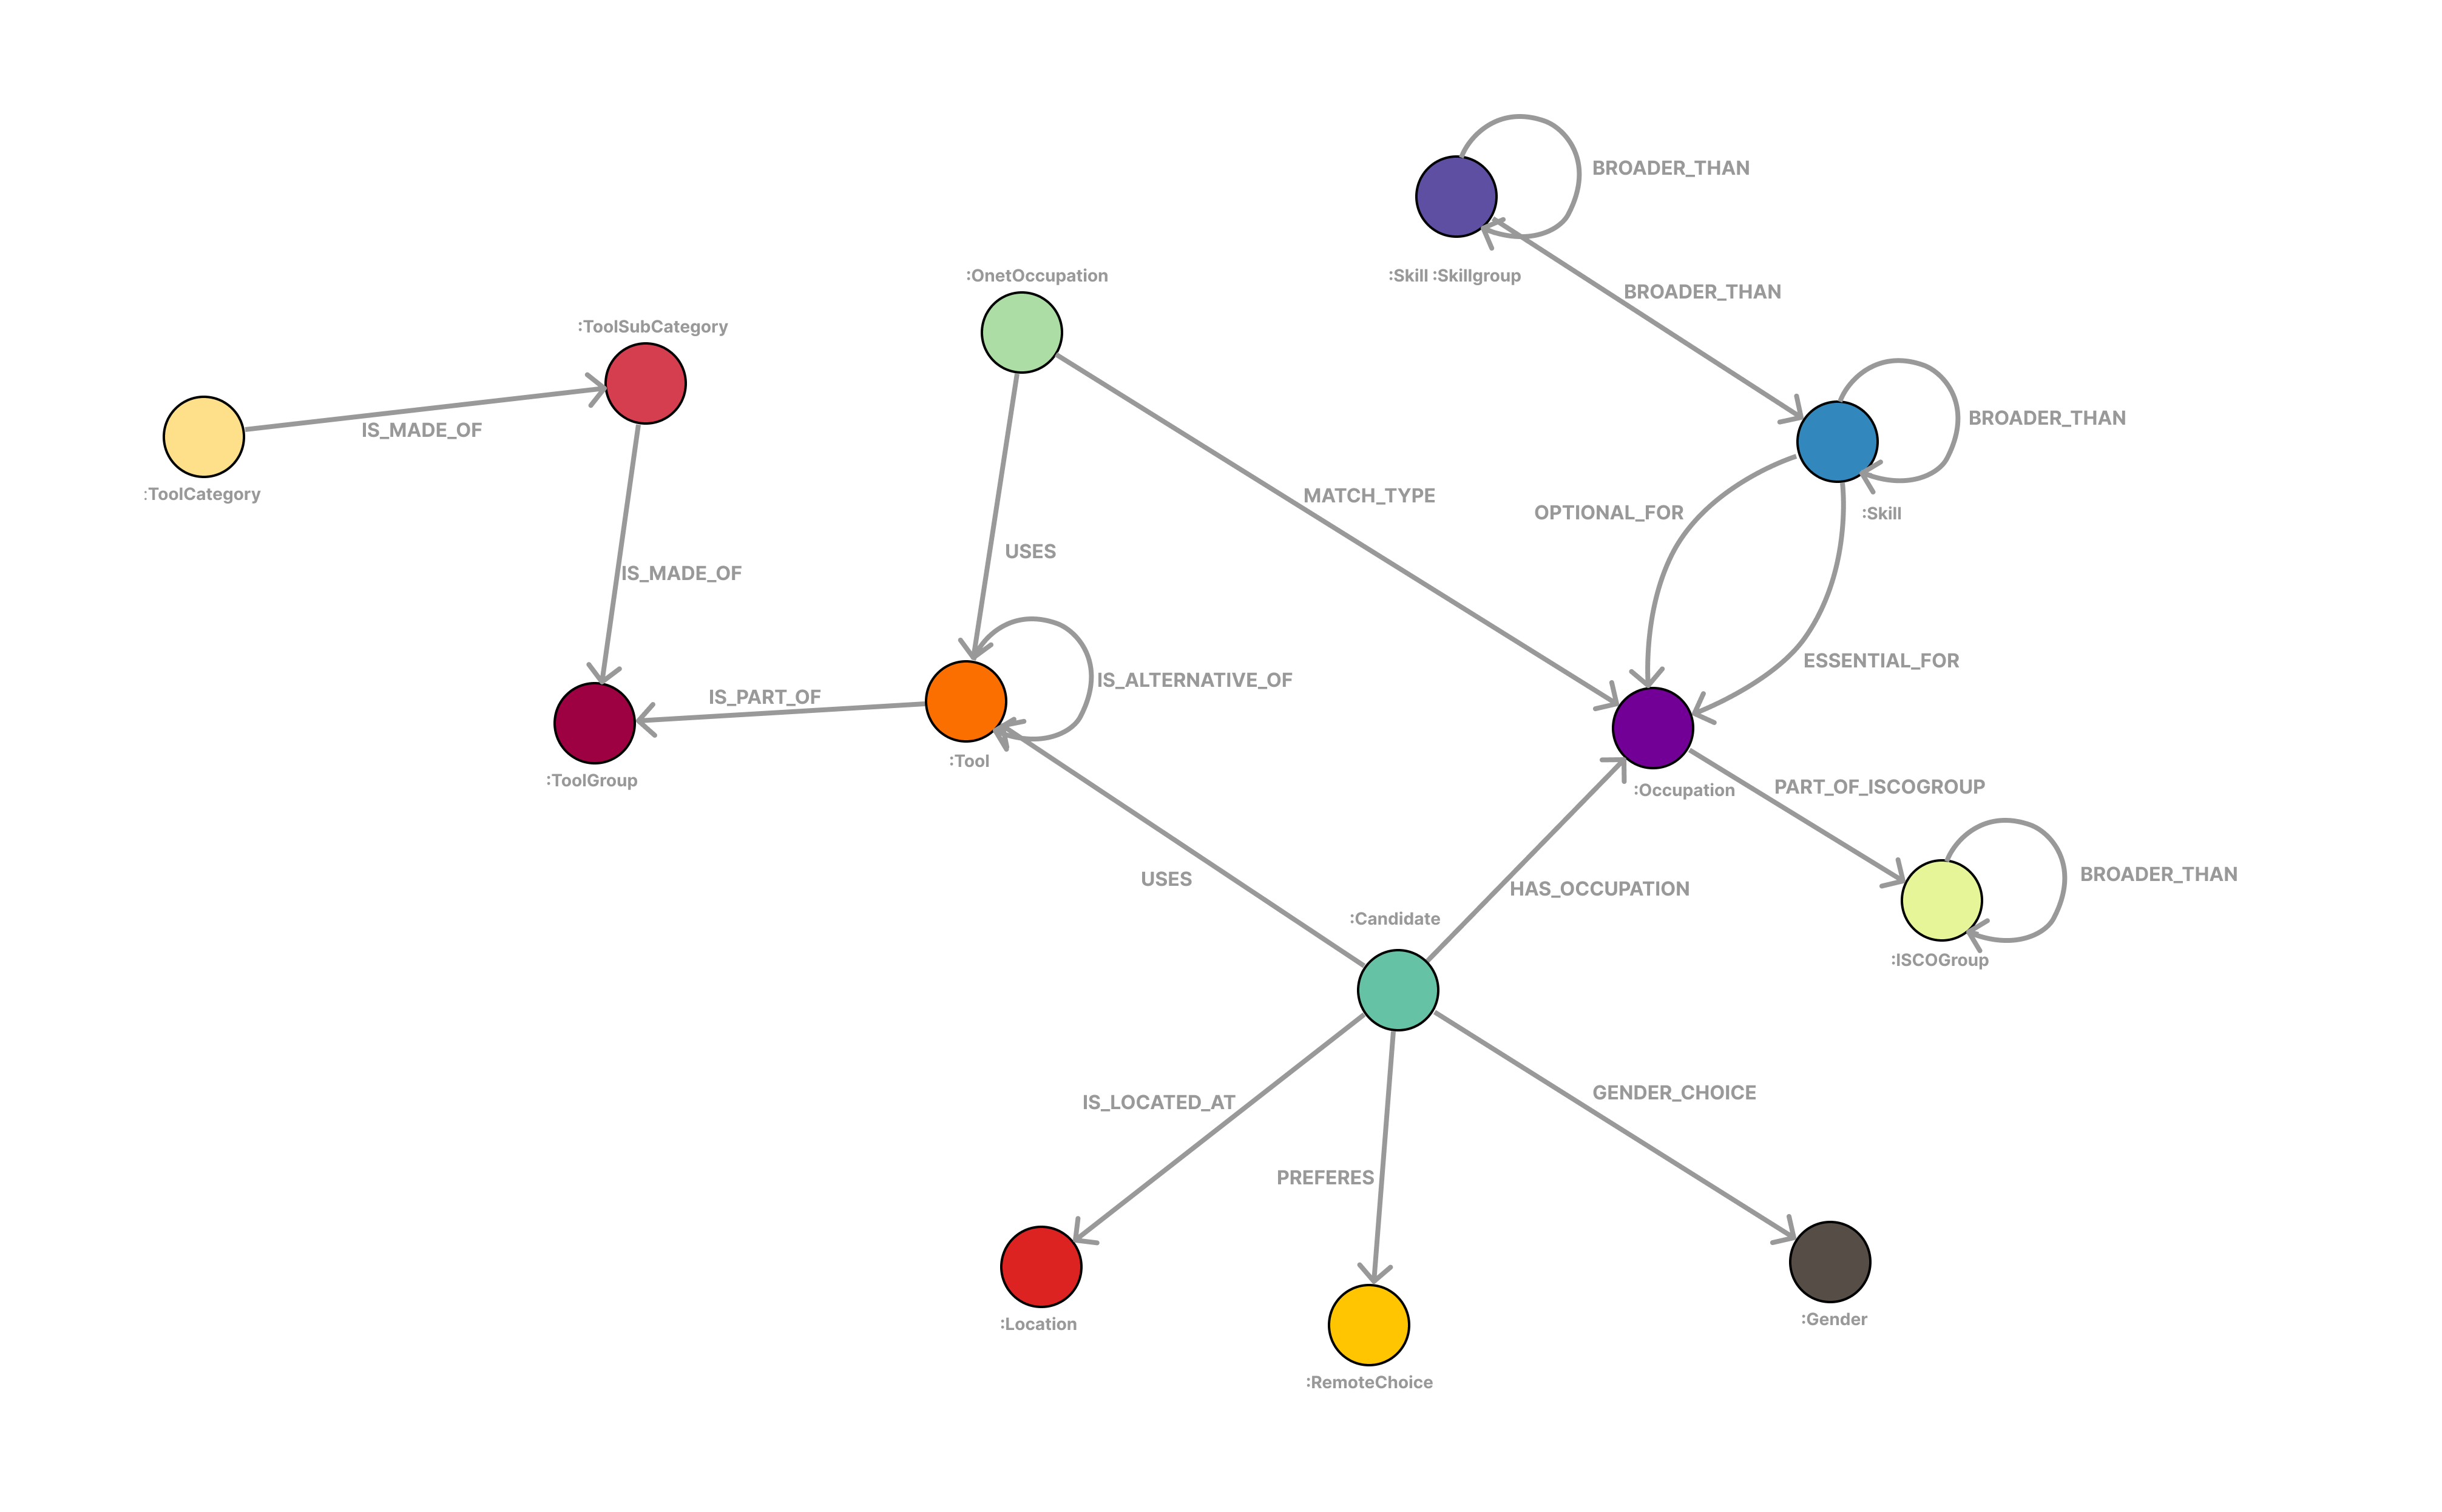 BROADER_THAN
:Skill :Skillgroup
BROADER_THAN
:OnetOccupation
:ToolSubCategory
IS_MADE_OF
:ToolCategory
BROADER_THAN
MATCH_TYPE
OPTIONAL_FOR
:Skill
USES
IS_MADE_OF
ESSENTIAL_FOR
IS_ALTERNATIVE_OF
IS_PART_OF
:Tool
:ToolGroup
:Occupation
PART_OF_ISCOGROUP
USES
HAS_OCCUPATION
BROADER_THAN
:Candidate
:ISCOGroup
IS_LOCATED_AT
GENDER_CHOICE
PREFERES
:Location
:Gender
:RemoteChoice